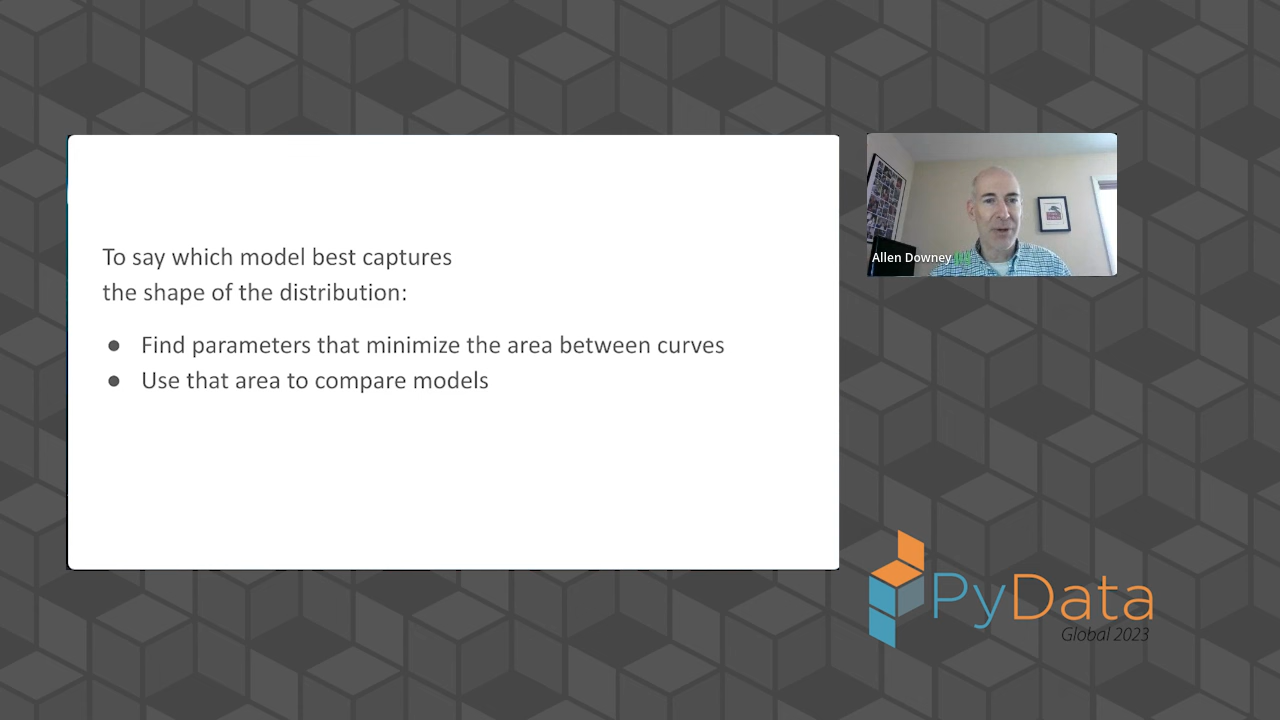 To say which model best captures
the shape of the distribution:
● Find parameters that minimize the area between curves
● Use that area to compare models
Allen Downey
PyData
Global 2023